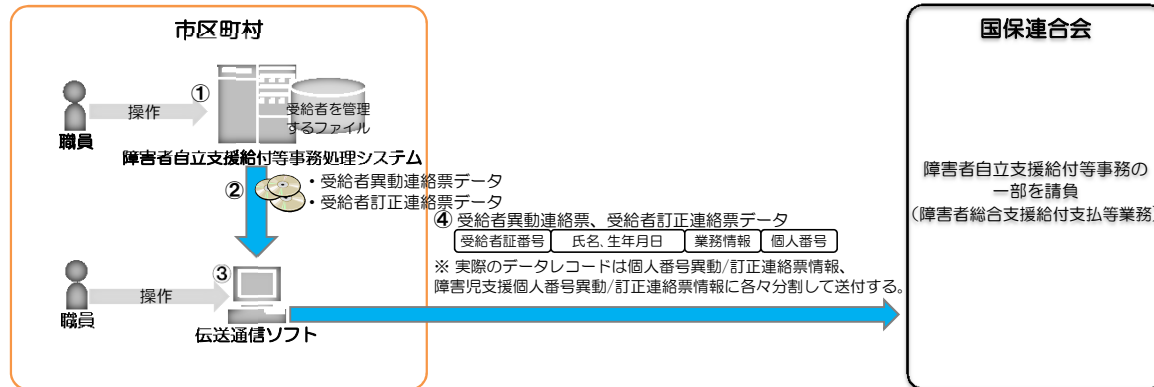 市区町村
職員
操作
①
受給者を管理
するファイル
障害者自立支援給付等事務処理システム
②
・受給者異動連絡票データ
・受給者訂正連絡票データ
職員
操作
③
伝送通信ソフト
④ 受給者異動連絡票、受給者訂正連絡票データ
受給者証番号 氏名、生年月日 業務情報 個人番号
※ 実際のデータレコードは個人番号異動/訂正連絡票情報、
障害児支援個人番号異動/訂正連絡票情報に各々分割して送付する。
国保連合会
障害者自立支援給付等事務の
一部を請負
(障害者総合支援給付支払等業務)